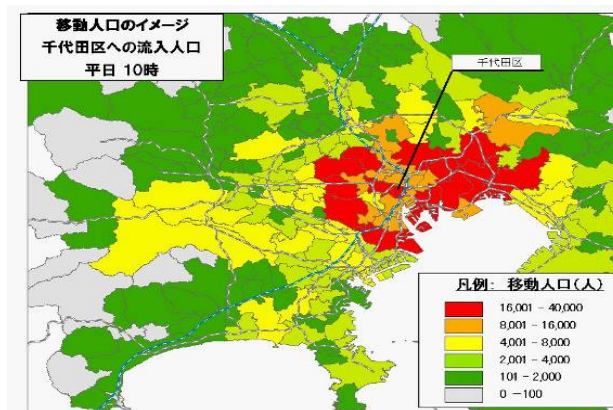 移動人口のイメージ
千代田区への流入人口
平日 10時
千代田区
凡例: 移動人口(人)
16,001 - 40,000
8,001 - 16,000
4,001 - 8,000
2,001 - 4,000
101 - 2,000
0 - 100